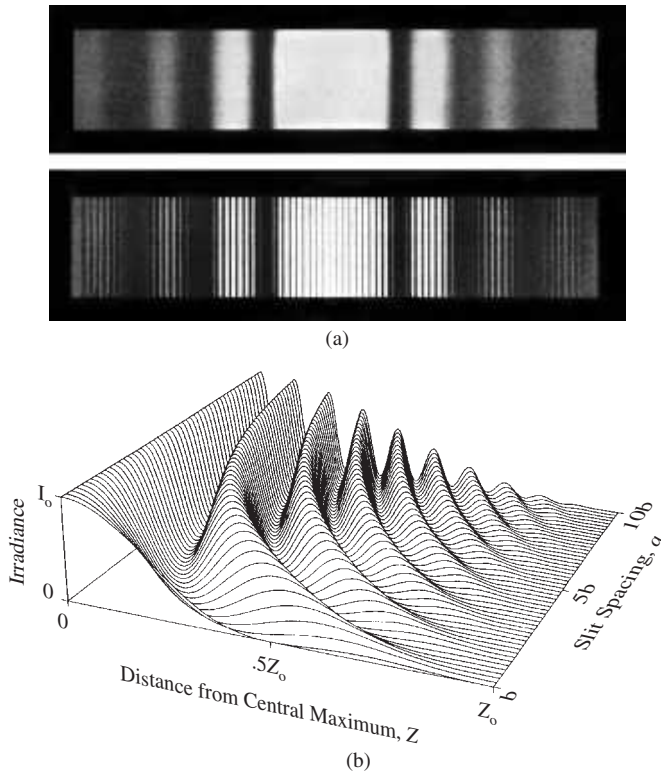 (a)
I₀
Irradiance
0
0
.5Z₀
Z₀
Distance from Central Maximum, Z
b
5b
10b
Slit Spacing, a
(b)